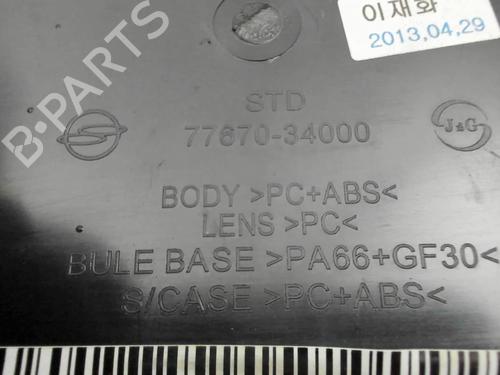 이재화
2013.04.29
STD
77670-34000
J&G
BODY >PC+ABS<
LENS >PC<
BULE BASE >PA66+GF30<
S/CASE >PC+ABS<
B-PARTS